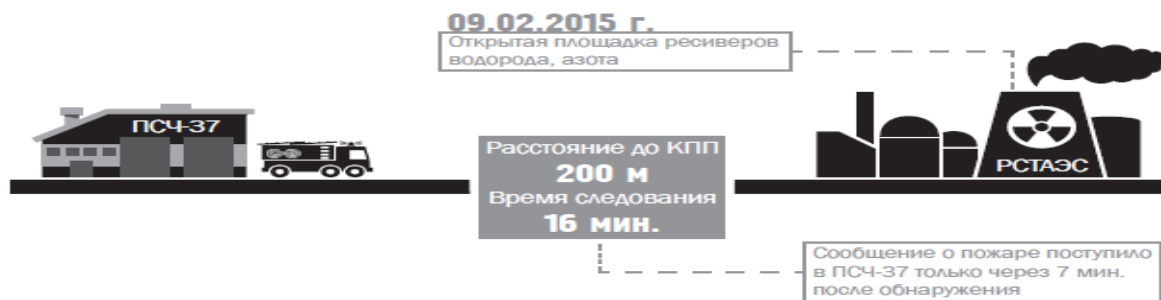 09.02.2015 г.
Открытая площадка ресиверов
водорода, азота
ПСЧ-37
Расстояние до КПП
200 м
Время следования
16 мин.
РСТАЭС
Сообщение о пожаре поступило
в ПСЧ-37 только через 7 мин.
после обнаружения